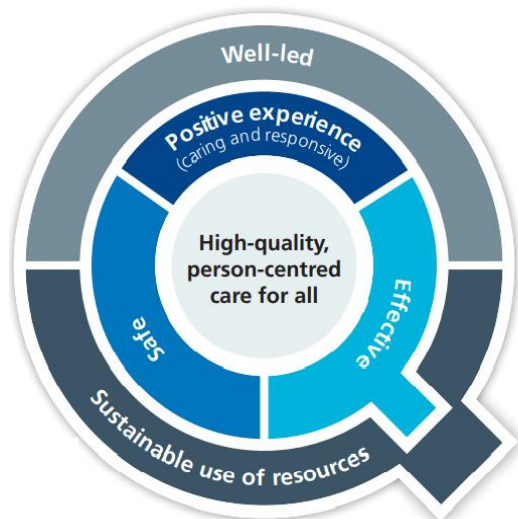 Well-led
Positive experience
(caring and responsive)
High-quality,
person-centred
care for all
Safe
Effective
Sustainable use of resources